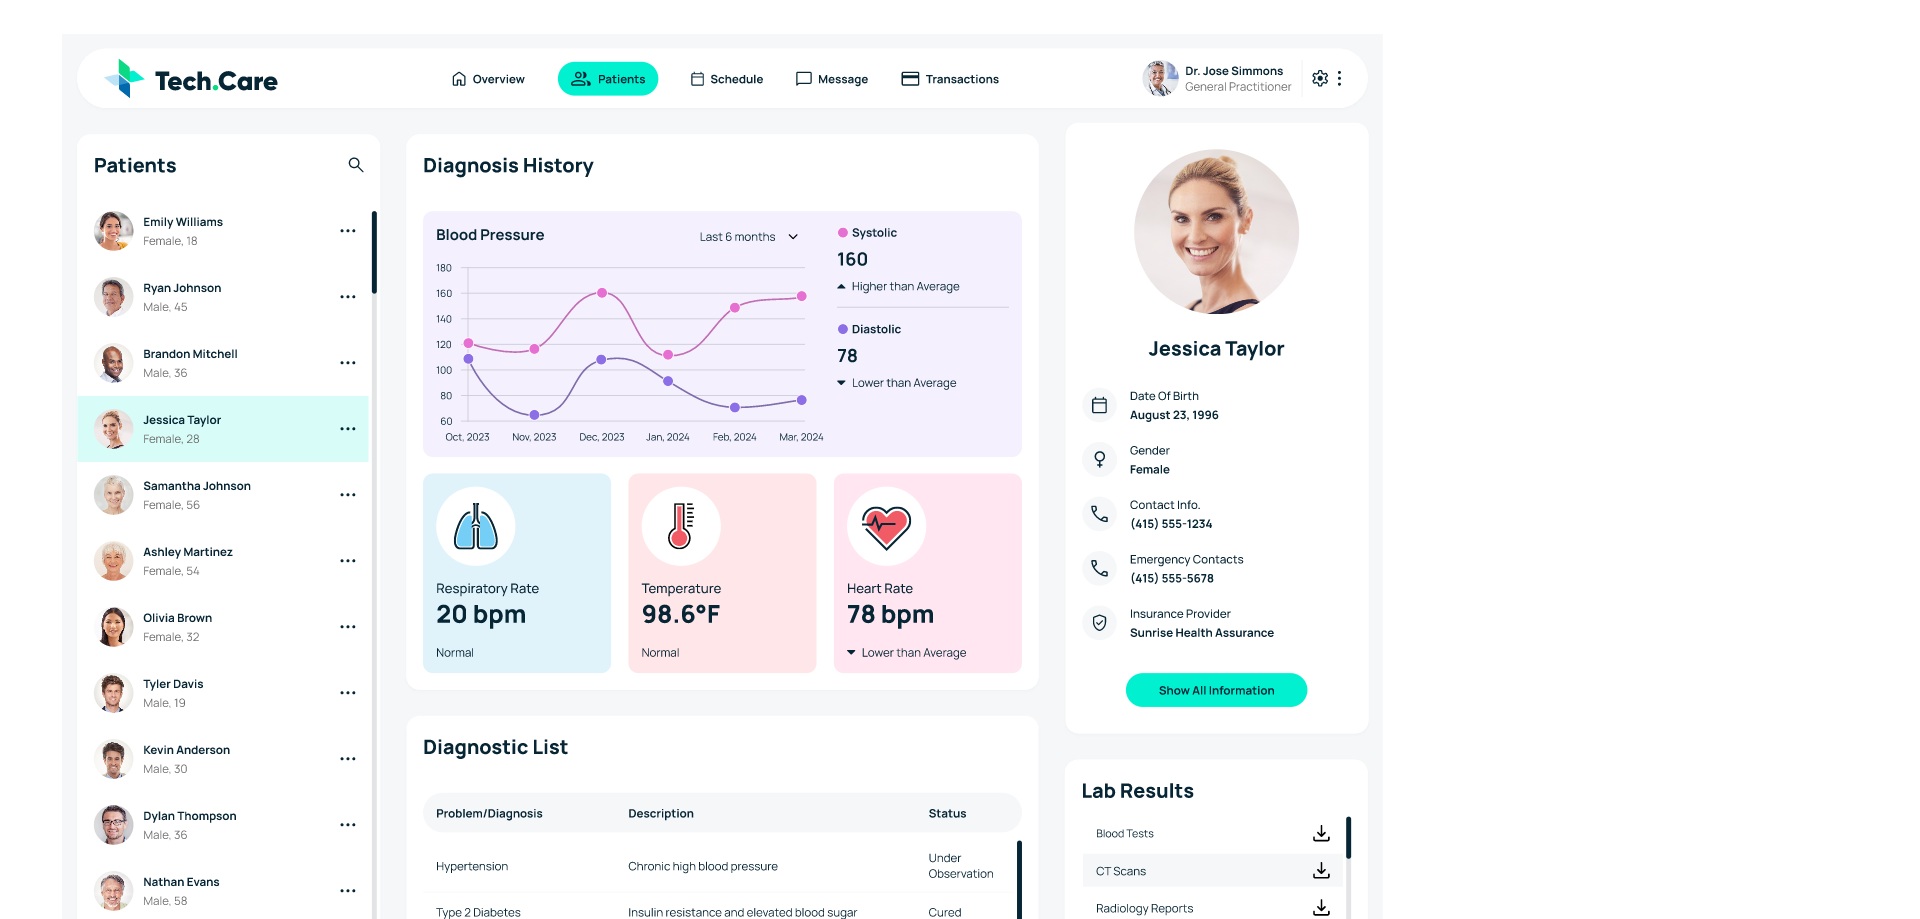 Tech.Care
Overview
Patients
Schedule
Message
Transactions
Dr. Jose Simmons
General Practitioner
Patients
Emily Williams
Female, 18
Ryan Johnson
Male, 45
Brandon Mitchell
Male, 36
Jessica Taylor
Female, 28
Samantha Johnson
Female, 56
Ashley Martinez
Female, 54
Olivia Brown
Female, 32
Tyler Davis
Male, 19
Kevin Anderson
Male, 30
Dylan Thompson
Male, 36
Nathan Evans
Male, 58
Diagnosis History
Blood Pressure
Last 6 months
180
160
140
120
100
80
60
Oct, 2023 Nov, 2023 Dec, 2023 Jan, 2024 Feb, 2024 Mar, 2024
Systolic
160
Higher than Average
Diastolic
78
Lower than Average
Respiratory Rate
20 bpm
Normal
Temperature
98.6°F
Normal
Heart Rate
78 bpm
Lower than Average
Diagnostic List
Problem/Diagnosis Description Status
Hypertension Chronic high blood pressure Under
Observation
Type 2 Diabetes Insulin resistance and elevated blood sugar Cured
Jessica Taylor
Date Of Birth
August 23, 1996
Gender
Female
Contact Info.
(415) 555-1234
Emergency Contacts
(415) 555-5678
Insurance Provider
Sunrise Health Assurance
Show All Information
Lab Results
Blood Tests
CT Scans
Radiology Reports